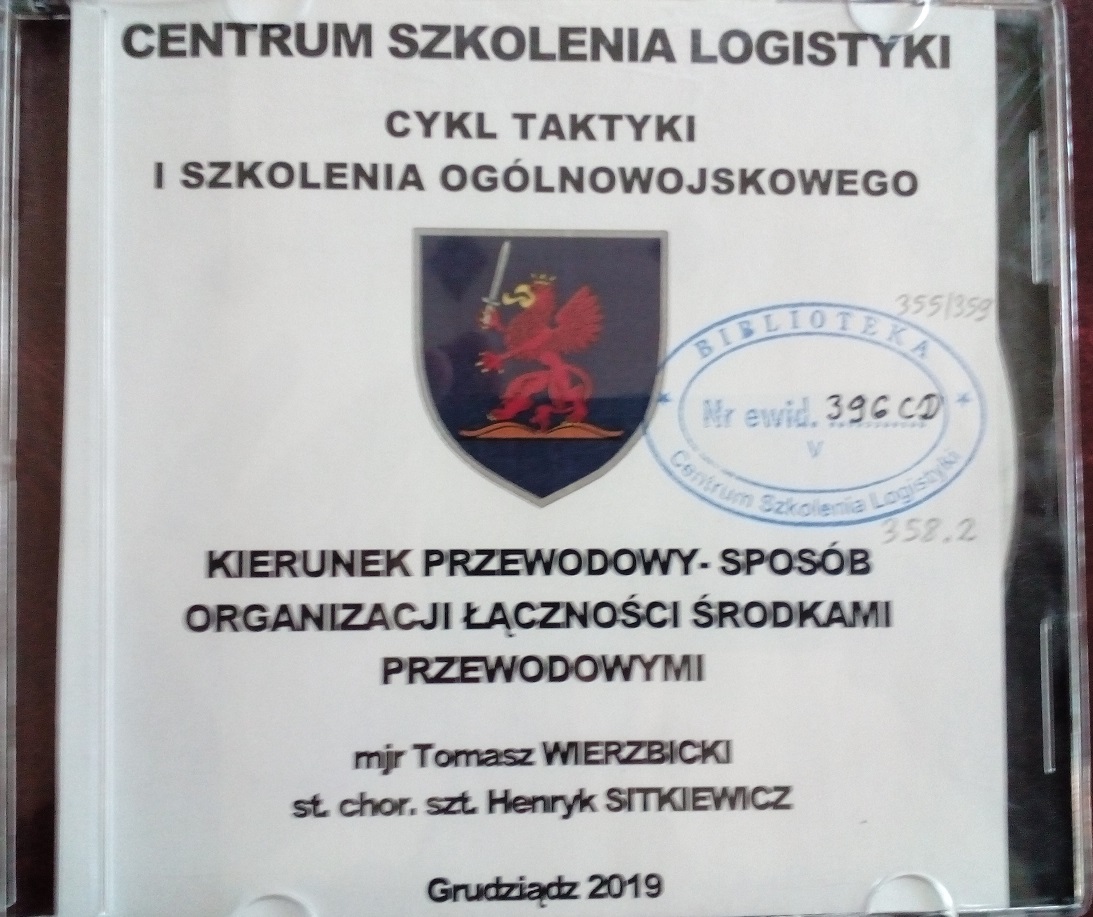 CENTRUM SZKOLENIA LOGISTYKI
CYKL TAKTYKI
I SZKOLENIA OGÓLNOWOJSKOWEGO
355/359
BIBLIOTEKA
Nr ewid. 396 CD
V
Centrum Szkolenia Logistyki
358.2
KIERUNEK PRZEWODOWY- SPOSÓB
ORGANIZACJI ŁĄCZNOŚCI ŚRODKAMI
PRZEWODOWYMI
mjr Tomasz WIERZBICKI
st. chor. szt. Henryk SITKIEWICZ
Grudziądz 2019